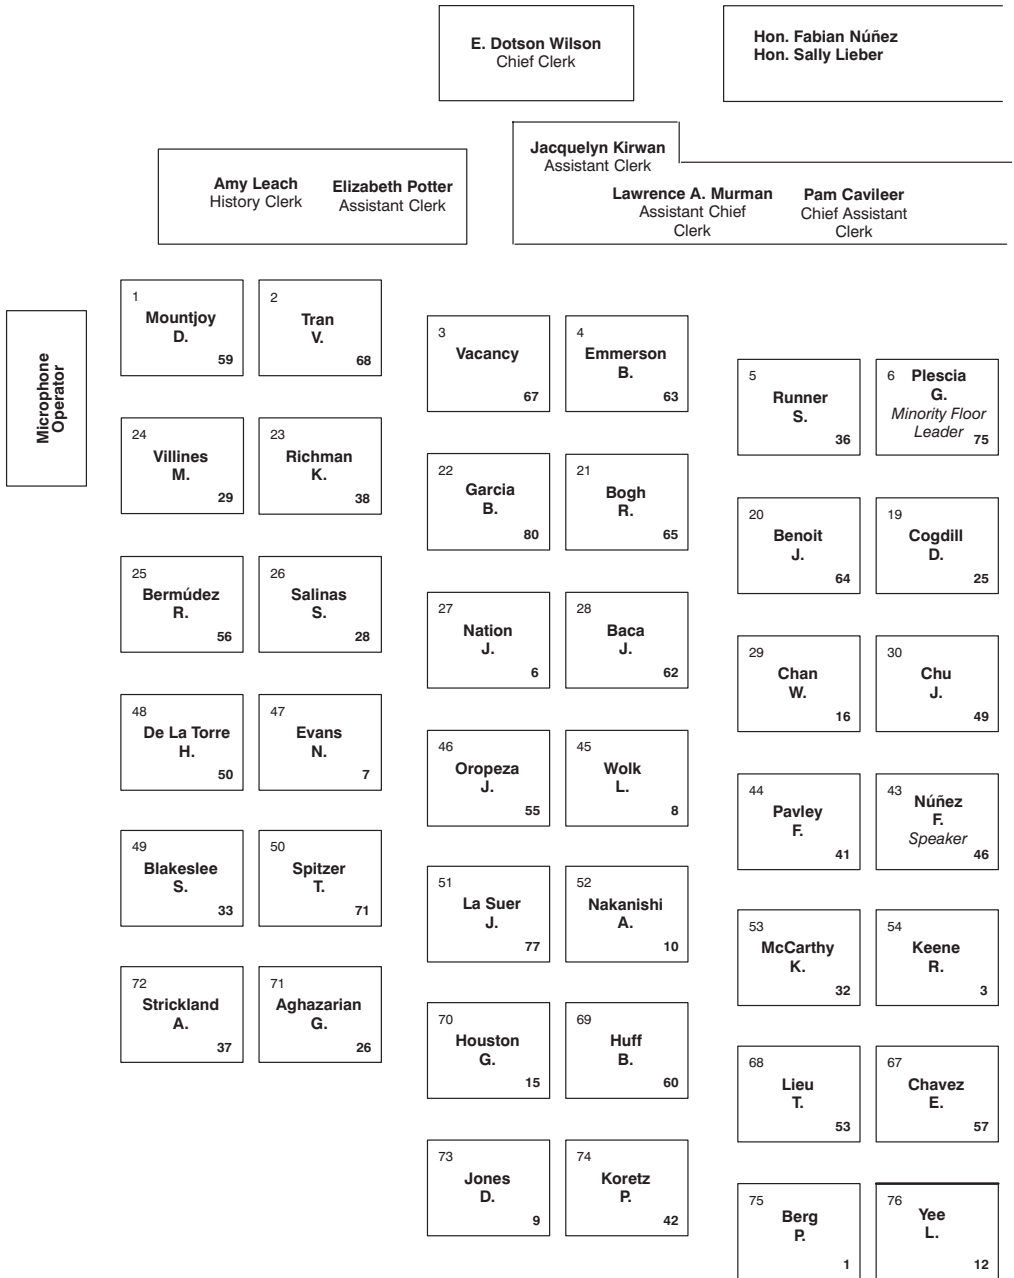 E. Dotson Wilson
Chief Clerk
Hon. Fabian Núñez
Hon. Sally Lieber
Jacquelyn Kirwan
Assistant Clerk
Amy Leach
History Clerk
Elizabeth Potter
Assistant Clerk
Lawrence A. Murman
Assistant Chief
Clerk
Pam Cavileer
Chief Assistant
Clerk
Microphone
Operator
1
Mountjoy
D.
59
2
Tran
V.
68
3
Vacancy
67
4
Emmerson
B.
63
5
Runner
S.
36
6 Plescia
G.
Minority Floor
Leader 75
24
Villines
M.
29
23
Richman
K.
38
22
Garcia
B.
80
21
Bogh
R.
65
20
Benoit
J.
64
19
Cogdill
D.
25
25
Bermúdez
R.
56
26
Salinas
S.
28
27
Nation
J.
6
28
Baca
J.
62
29
Chan
W.
16
30
Chu
J.
49
48
De La Torre
H.
50
47
Evans
N.
7
46
Oropeza
J.
55
45
Wolk
L.
8
44
Pavley
F.
41
43
Núñez
F.
Speaker
46
49
Blakeslee
S.
33
50
Spitzer
T.
71
51
La Suer
J.
77
52
Nakanishi
A.
10
53
McCarthy
K.
32
54
Keene
R.
3
72
Strickland
A.
37
71
Aghazarian
G.
26
70
Houston
G.
15
69
Huff
B.
60
68
Lieu
T.
53
67
Chavez
E.
57
73
Jones
D.
9
74
Koretz
P.
42
75
Berg
P.
1
76
Yee
L.
12